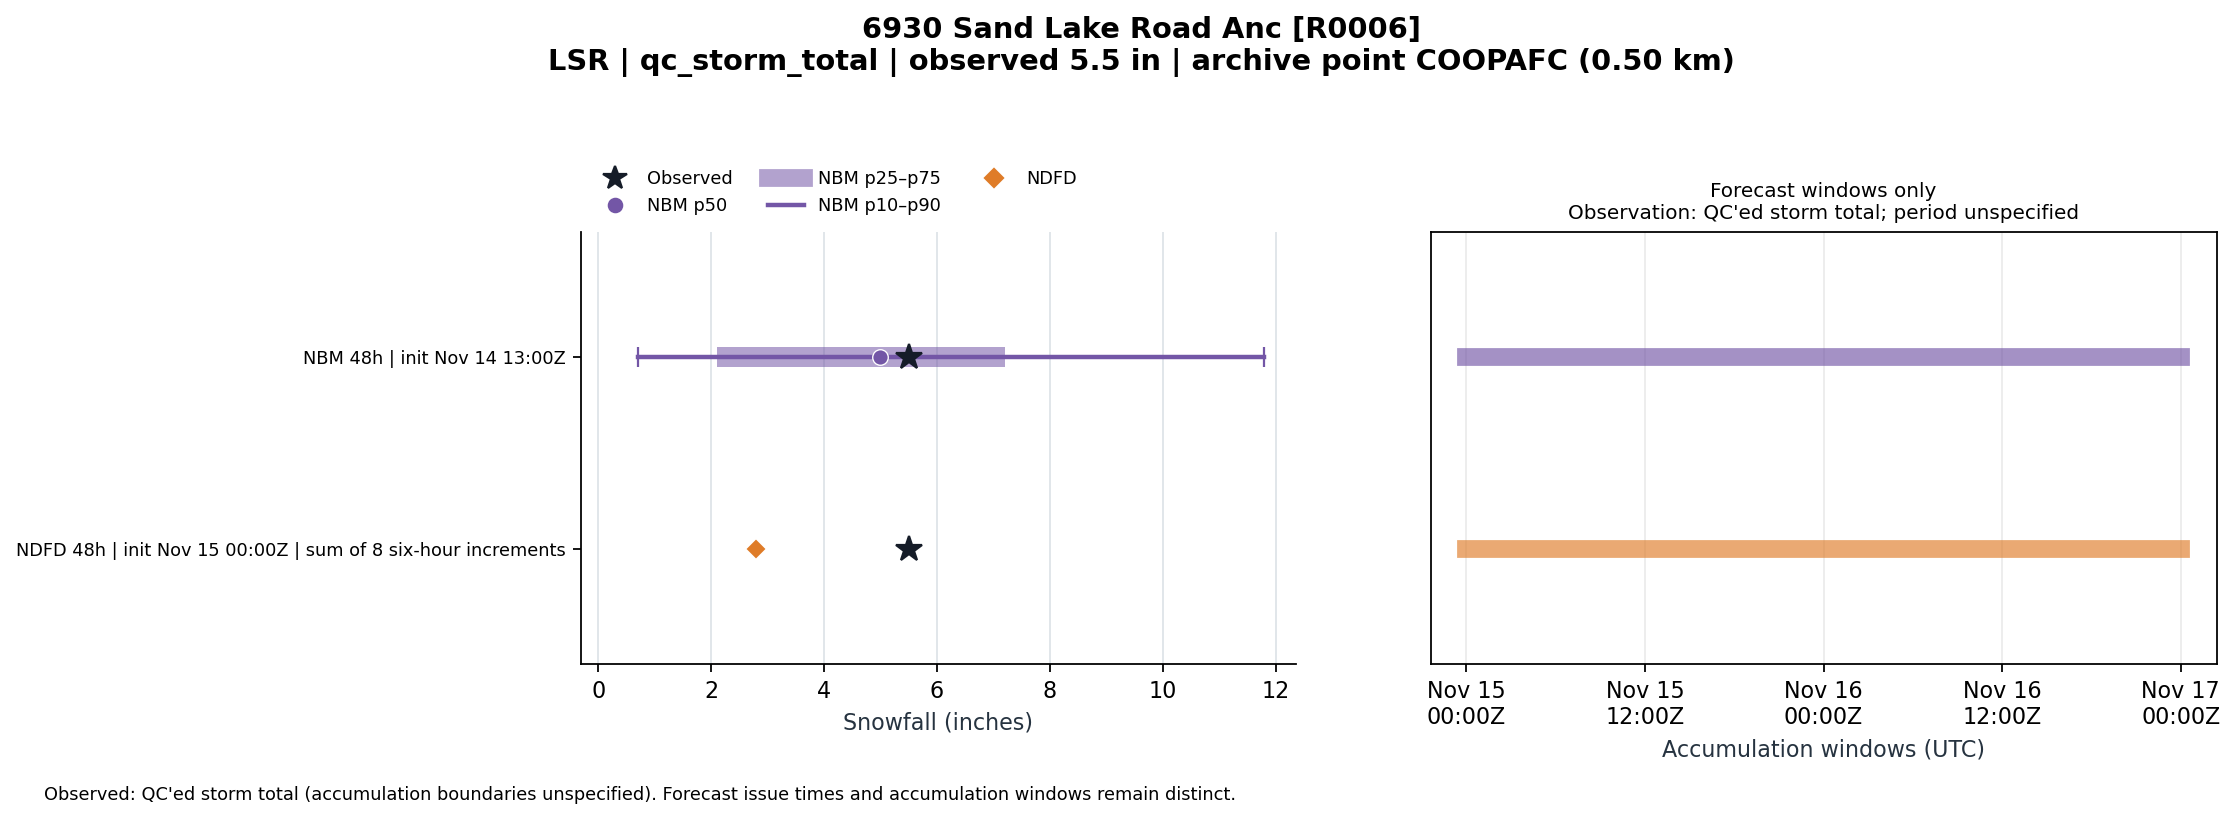 6930 Sand Lake Road Anc [R0006]
LSR | qc_storm_total | observed 5.5 in | archive point COOPAFC (0.50 km)
Observed
NBM p50
NBM p25–p75
NBM p10–p90
NDFD
Forecast windows only
Observation: QC'ed storm total; period unspecified
NBM 48h | init Nov 14 13:00Z
NDFD 48h | init Nov 15 00:00Z | sum of 8 six-hour increments
0 2 4 6 8 10 12
Snowfall (inches)
Nov 15 Nov 15 Nov 16 Nov 16 Nov 17
00:00Z 12:00Z 00:00Z 12:00Z 00:00Z
Accumulation windows (UTC)
Observed: QC'ed storm total (accumulation boundaries unspecified). Forecast issue times and accumulation windows remain distinct.